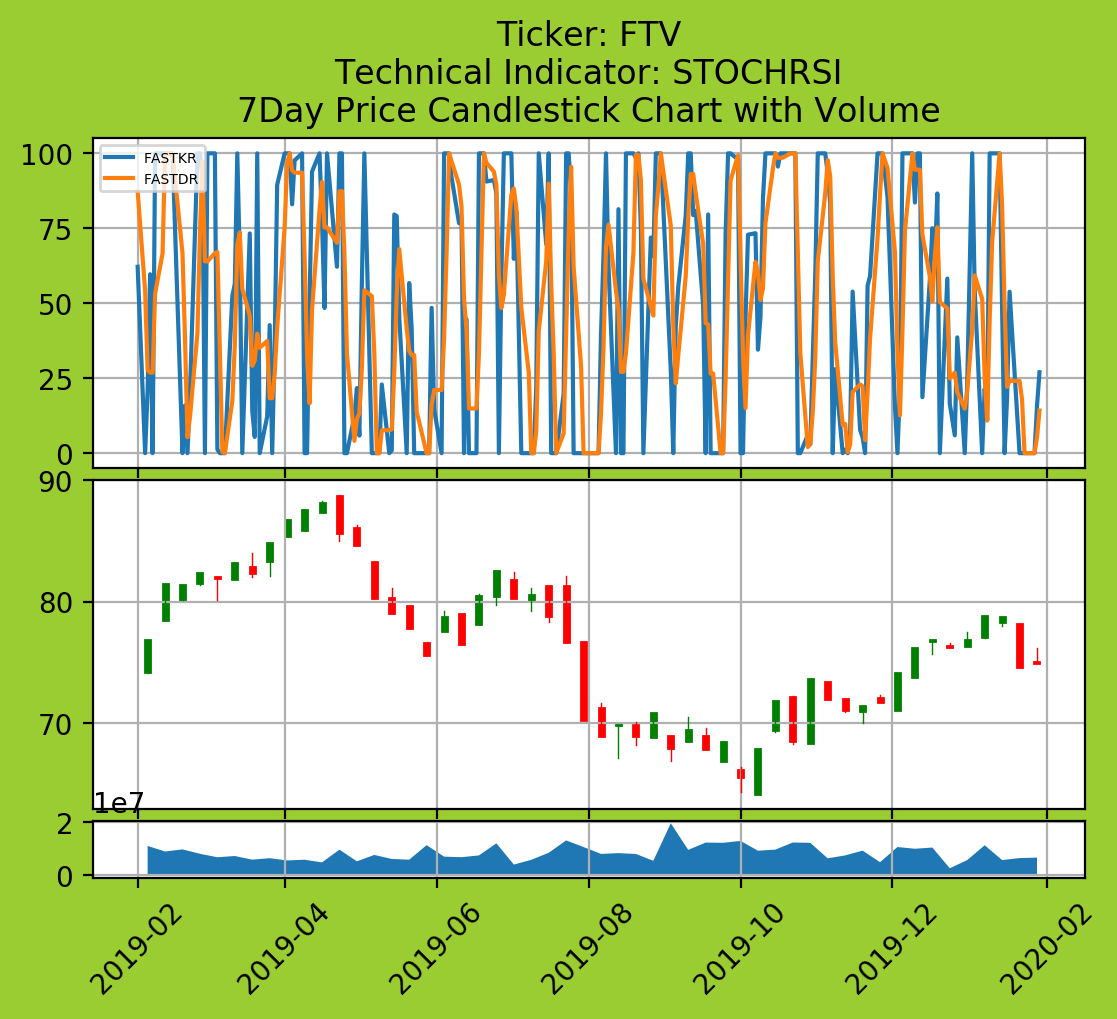 Ticker: FTV
Technical Indicator: STOCHRSI
7Day Price Candlestick Chart with Volume
100
75
50
25
0
FASTKR
FASTDR
90
80
70
1e7
2
0
2019-02
2019-04
2019-06
2019-08
2019-10
2019-12
2020-02